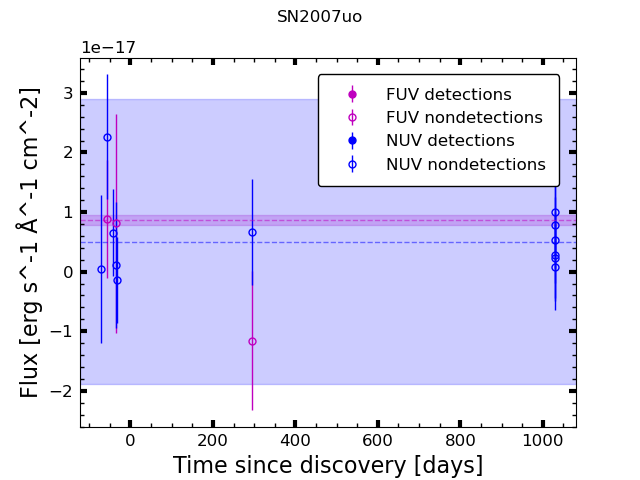 SN2007uo
1e−17
FUV detections
FUV nondetections
NUV detections
NUV nondetections
3
2
1
0
−1
−2
Flux [erg s^-1 Å^-1 cm^-2]
0 200 400 600 800 1000
Time since discovery [days]